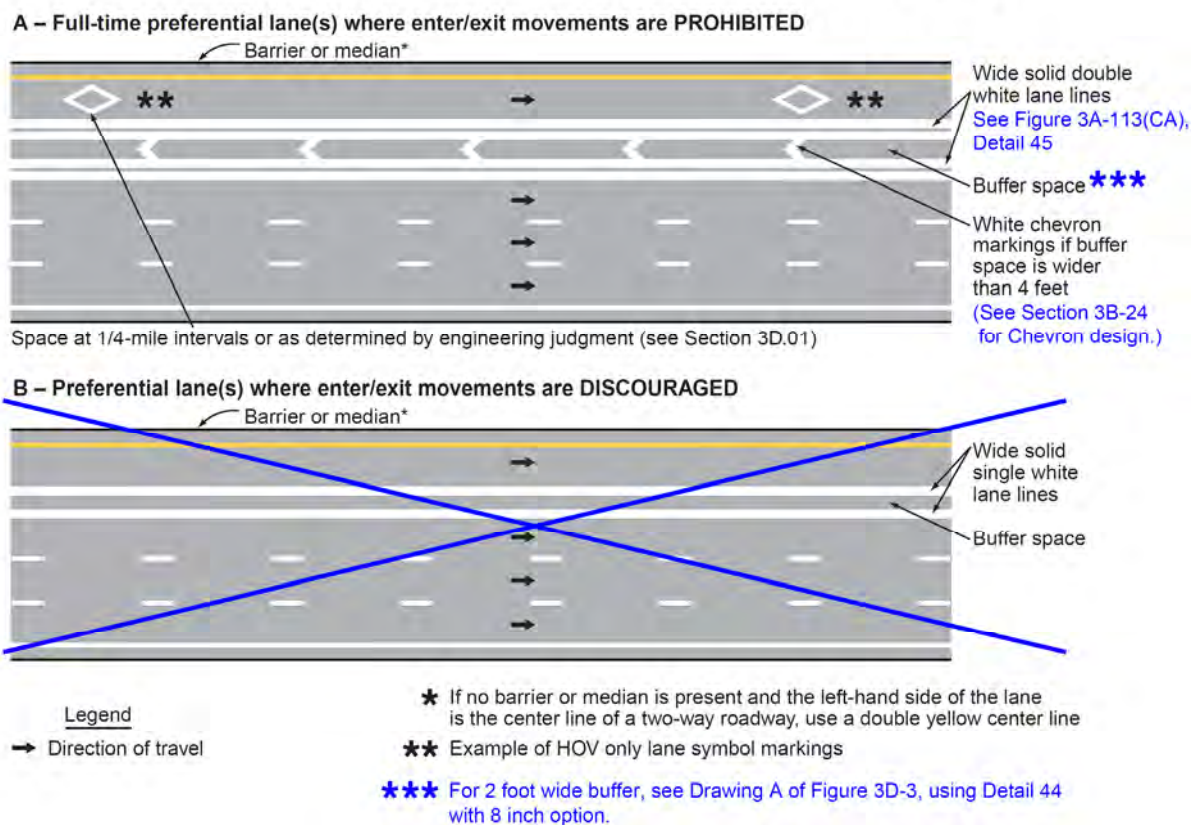 A – Full-time preferential lane(s) where enter/exit movements are PROHIBITED
Barrier or median*
**
**
Wide solid double
white lane lines
See Figure 3A-113(CA),
Detail 45
Buffer space ***
White chevron
markings if buffer
space is wider
than 4 feet
(See Section 3B-24
for Chevron design.)
Space at 1/4-mile intervals or as determined by engineering judgment (see Section 3D.01)
B – Preferential lane(s) where enter/exit movements are DISCOURAGED
Barrier or median*
Wide solid
single white
lane lines
Buffer space
Legend
Direction of travel
* If no barrier or median is present and the left-hand side of the lane
is the center line of a two-way roadway, use a double yellow center line
** Example of HOV only lane symbol markings
*** For 2 foot wide buffer, see Drawing A of Figure 3D-3, using Detail 44
with 8 inch option.